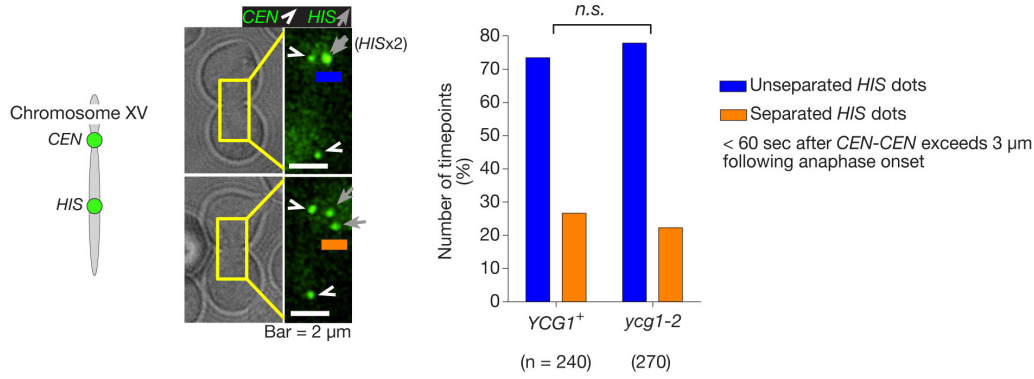 CEN HIS
(HISx2)
Chromosome XV
CEN
HIS
Bar = 2 µm
n.s.
Number of timepoints
(%)
80
70
60
50
40
30
20
10
0
YCG1+
ycg1-2
(n = 240)
(270)
Unseparated HIS dots
Separated HIS dots
< 60 sec after CEN-CEN exceeds 3 µm
following anaphase onset